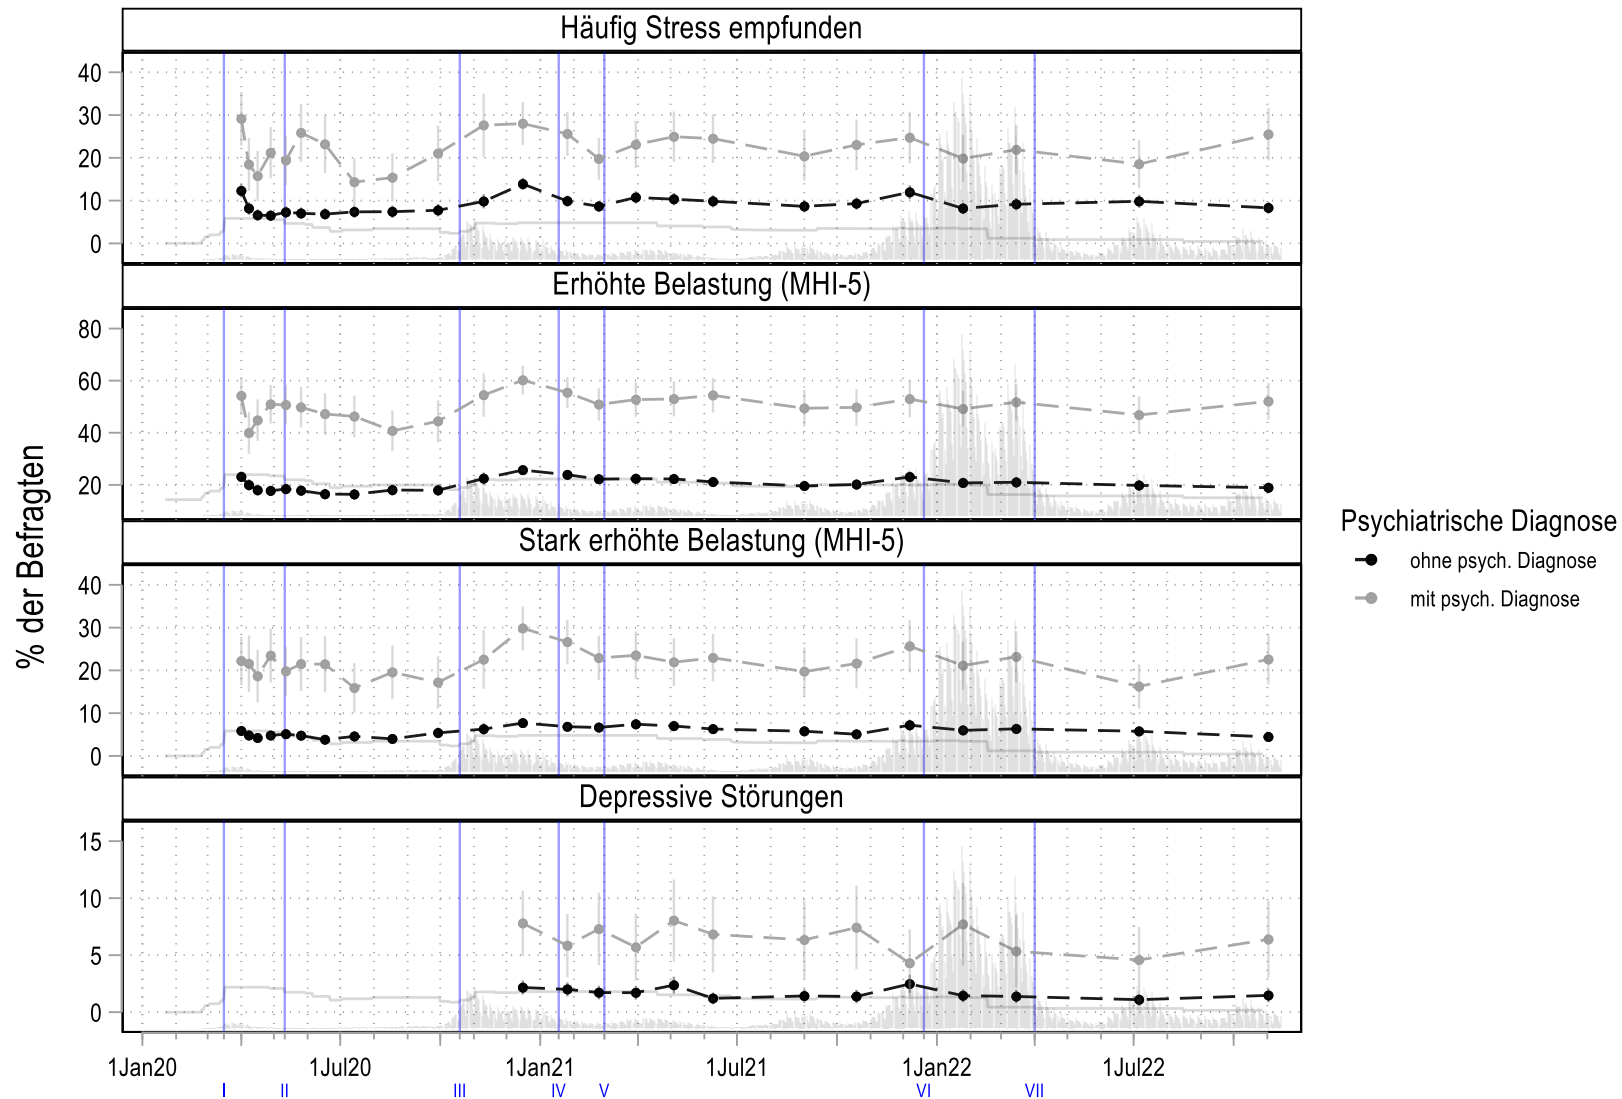 Häufig Stress empfunden
40
30
20
10
0
Erhöhte Belastung (MHI-5)
80
60
40
20
Stark erhöhte Belastung (MHI-5)
40
30
20
10
0
Depressive Störungen
15
10
5
0
% der Befragten
1Jan20 1Jul20 1Jan21 1Jul21 1Jan22 1Jul22
I II III IV V VI VII
Psychiatrische Diagnose
ohne psych. Diagnose
mit psych. Diagnose